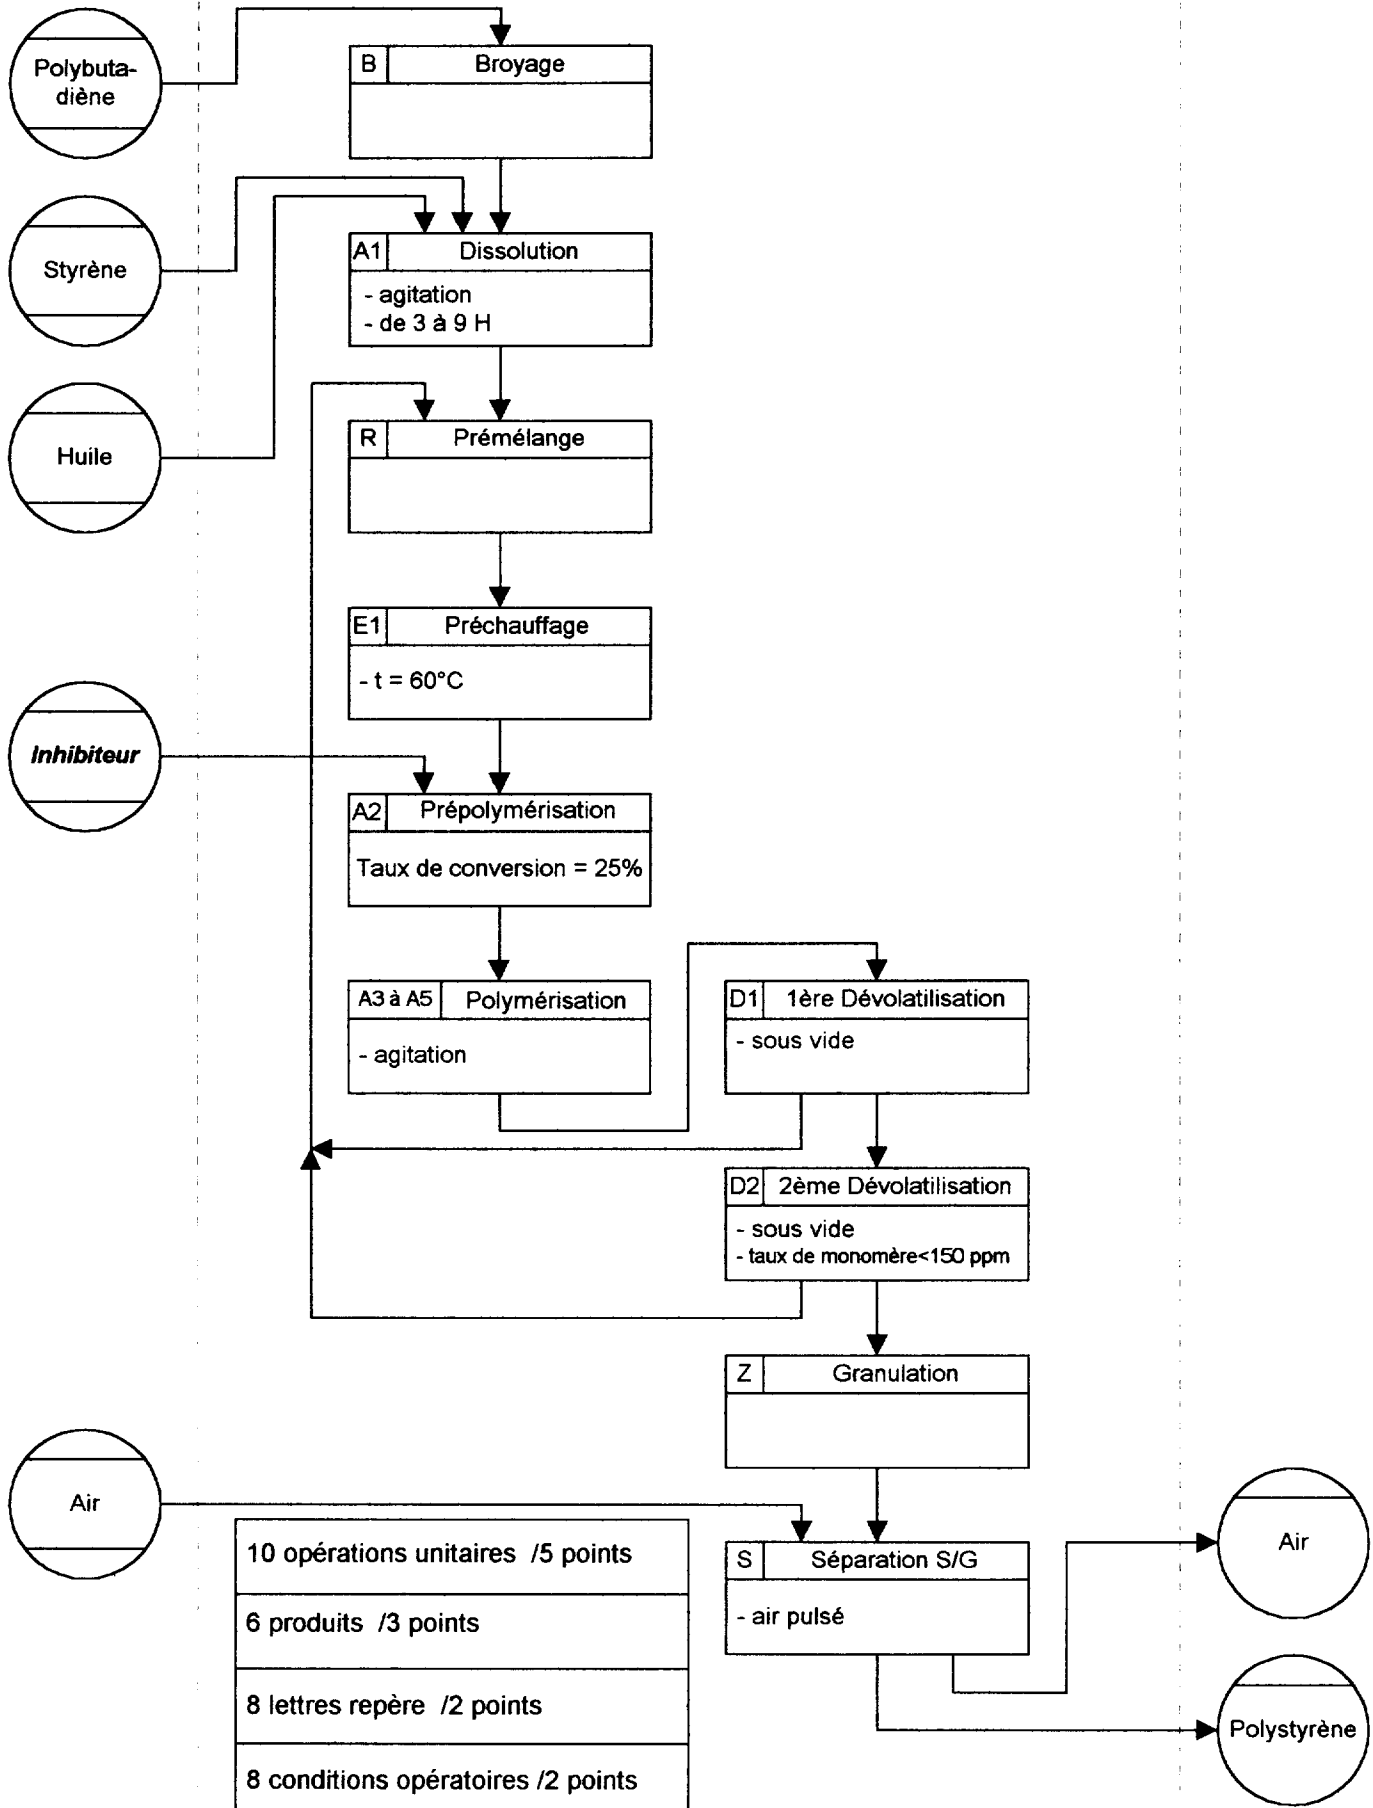 Polybuta-
diène
B
Broyage
Styrène
A1
Dissolution
- agitation
- de 3 à 9 H
Huile
R
Prémélange
E1
Préchauffage
- t = 60°C
Inhibiteur
A2
Prépolymérisation
Taux de conversion = 25%
A3 à A5
Polymérisation
- agitation
D1
1ère Dévolatilisation
- sous vide
D2
2ème Dévolatilisation
- sous vide
- taux de monomère<150 ppm
Z
Granulation
Air
S
Séparation S/G
- air pulsé
Air
Polystyrène
10 opérations unitaires /5 points
6 produits /3 points
8 lettres repère /2 points
8 conditions opératoires /2 points